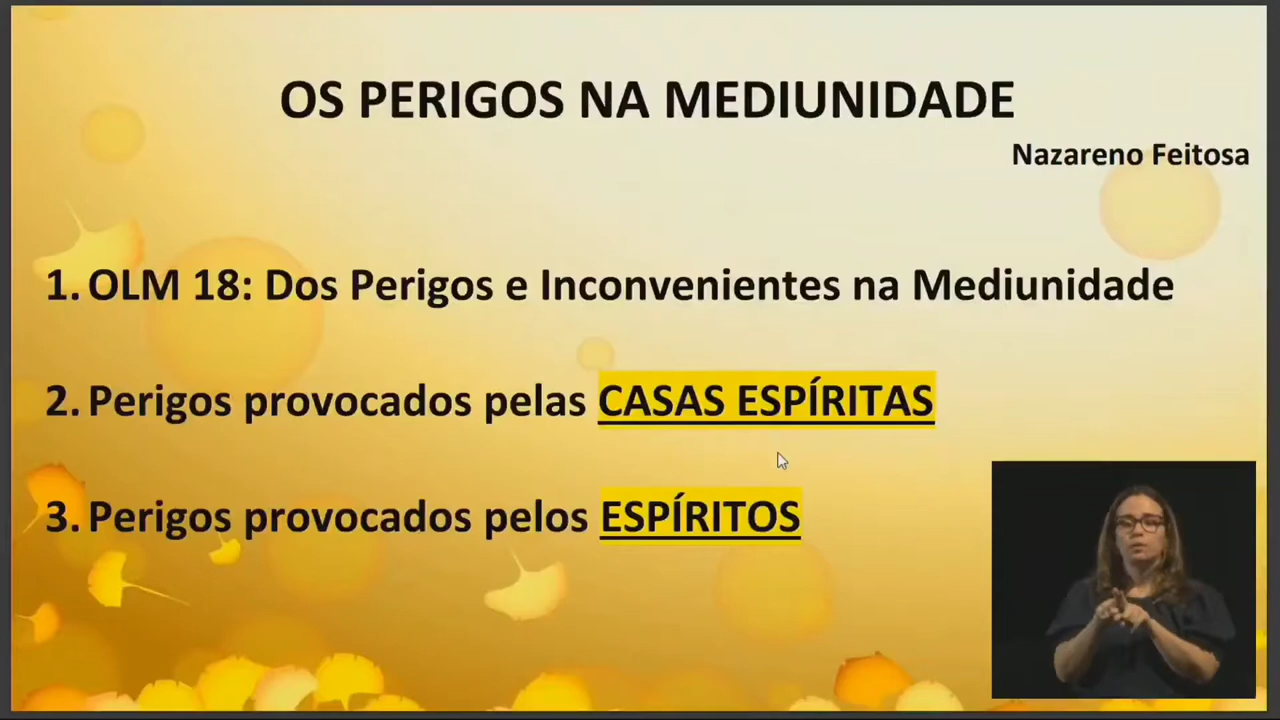 OS PERIGOS NA MEDIUNIDADE
Nazareno Feitosa
1. OLM 18: Dos Perigos e Inconvenientes na Mediunidade
2. Perigos provocados pelas CASAS ESPÍRITAS
3. Perigos provocados pelos ESPÍRITOS